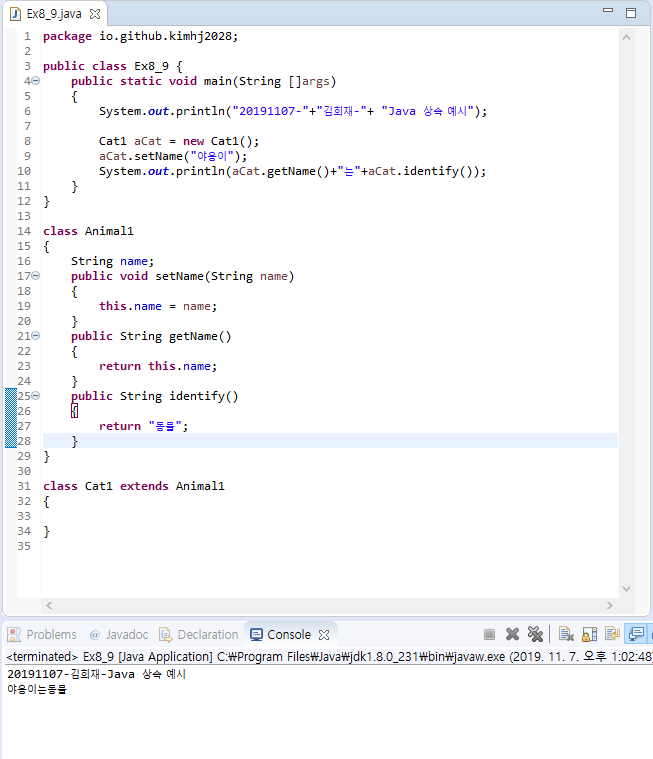 Ex8_9.java
1 package io.github.kimhj2028;
2
3 public class Ex8_9 {
4 public static void main(String []args)
5 {
6 System.out.println("20191107-"+"김희재-"+ "Java 상속 예시");
7
8 Cat1 aCat = new Cat1();
9 aCat.setName("야옹이");
10 System.out.println(aCat.getName()+"는"+aCat.identify());
11 }
12 }
13
14 class Animal1
15 {
16 String name;
17 public void setName(String name)
18 {
19 this.name = name;
20 }
21 public String getName()
22 {
23 return this.name;
24 }
25 public String identify()
26 {
27 return "동물";
28 }
29 }
30
31 class Cat1 extends Animal1
32 {
33
34 }
35
Problems @ Javadoc Declaration Console
<terminated> Ex8_9 [Java Application] C:₩Program Files₩Java₩jdk1.8.0_231₩bin₩javaw.exe (2019. 11. 7. 오후 1:02:48)
20191107-김희재-Java 상속 예시
야옹이는동물